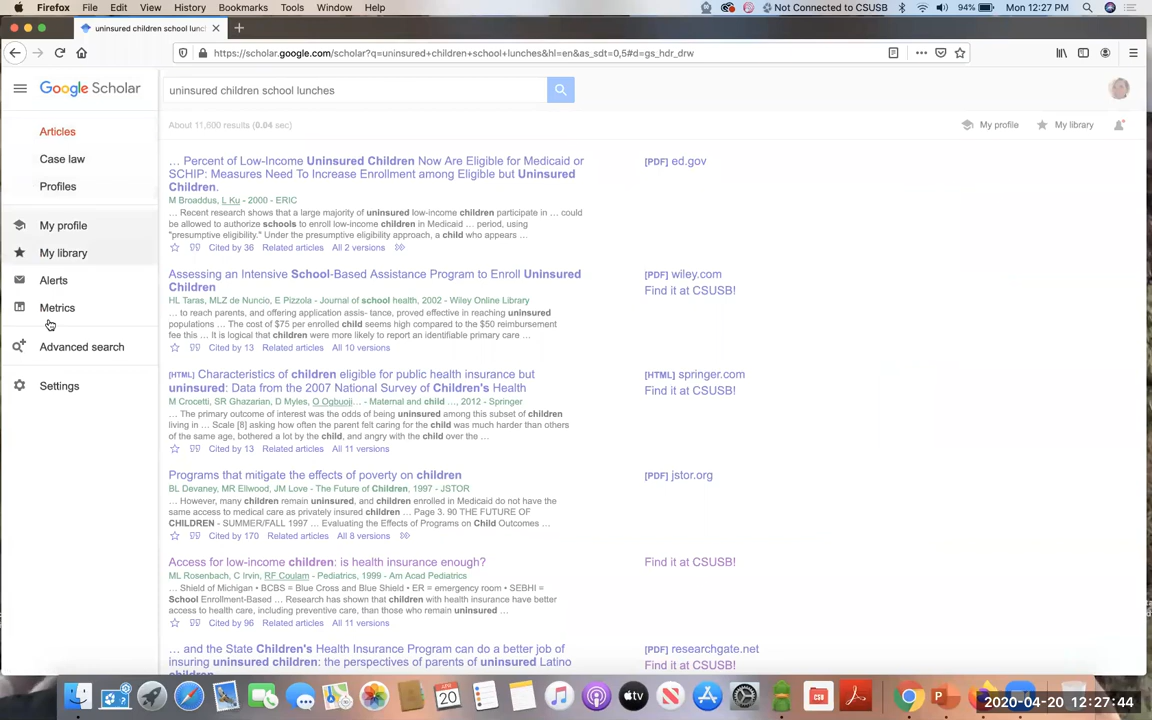 Firefox File Edit View History Bookmarks Tools Window Help Not Connected to CSUSB 94% Mon 12:27 PM
uninsured children school lunc
https://scholar.google.com/scholar?q=uninsured+children+school+lunches&hl=en&as_sdt=0,5#d=gs_hdr_drw
Google Scholar
uninsured children school lunches
Articles
About 11,600 results (0.04 sec)
My profile
My library
Case law
Profiles
My profile
My library
Alerts
Metrics
Advanced search
Settings
… Percent of Low-Income Uninsured Children Now Are Eligible for Medicaid or
SCHIP: Measures Need To Increase Enrollment among Eligible but Uninsured
Children.
[PDF] ed.gov
M Broaddus, L Ku - 2000 - ERIC
… Recent research shows that a large majority of uninsured low-income children participate in … could
be allowed to authorize schools to enroll low-income children in Medicaid … period, using
"presumptive eligibility." Under the presumptive eligibility approach, a child who appears …
Cited by 36 Related articles All 2 versions
Assessing an Intensive School-Based Assistance Program to Enroll Uninsured
Children
[PDF] wiley.com
Find it at CSUSB!
HL Taras, MLZ de Nuncio, E Pizzola - Journal of school health, 2002 - Wiley Online Library
… to reach parents, and offering application assis- tance, proved effective in reaching uninsured
populations … The cost of $75 per enrolled child seems high compared to the $50 reimbursement
fee this … It is logical that children were more likely to report an identifiable primary care …
Cited by 13 Related articles All 10 versions
[HTML] Characteristics of children eligible for public health insurance but
uninsured: Data from the 2007 National Survey of Children's Health
[HTML] springer.com
Find it at CSUSB!
M Crocetti, SR Ghazarian, D Myles, O Ogbuoji… - Maternal and child …, 2012 - Springer
… The primary outcome of interest was the odds of being uninsured among this subset of children
living in … Scale [8] asking how often the parent felt caring for the child was much harder than others
of the same age, bothered a lot by the child, and angry with the child over the …
Cited by 13 Related articles All 11 versions
Programs that mitigate the effects of poverty on children
[PDF] jstor.org
BL Devaney, MR Ellwood, JM Love - The Future of Children, 1997 - JSTOR
… However, many children remain uninsured, and children enrolled in Medicaid do not have the
same access to medical care as privately insured children … Page 3. 90 THE FUTURE OF
CHILDREN - SUMMER/FALL 1997 … Evaluating the Effects of Programs on Child Outcomes …
Cited by 170 Related articles All 8 versions
Access for low-income children: is health insurance enough?
Find it at CSUSB!
ML Rosenbach, C Irvin, RF Coulam - Pediatrics, 1999 - Am Acad Pediatrics
… Shield of Michigan • BCBS = Blue Cross and Blue Shield • ER = emergency room • SEBHI =
School Enrollment-Based … Research has shown that children with health insurance have better
access to health care, including preventive care, than those who remain uninsured …
Cited by 96 Related articles All 11 versions
… and the State Children's Health Insurance Program can do a better job of
insuring uninsured children: the perspectives of parents of uninsured Latino
children
[PDF] researchgate.net
Find it at CSUSB!
2020-04-20 12:27:44